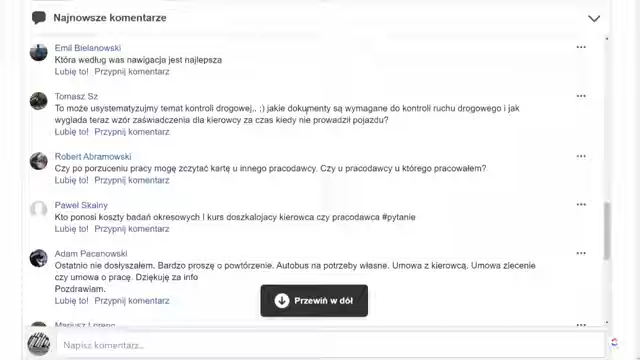 Najnowsze komentarze
Emil Bielanowski
Która według was nawigacja jest najlepsza
Lubię to! Przypnij komentarz
Tomasz Sz
To może usystematyzujmy temat kontroli drogowej,. ;) jakie dokumenty są wymagane do kontroli ruchu drogowego i jak
wygląda teraz wzór zaświadczenia dla kierowcy za czas kiedy nie prowadził pojazdu?
Lubię to! Przypnij komentarz
Robert Abramowski
Czy po porzuceniu pracy mogę zczytać kartę u innego pracodawcy. Czy u pracodawcy u którego pracowałem?
Lubię to! Przypnij komentarz
Paweł Skalny
Kto ponosi koszty badań okresowych I kurs doszkalojacy kierowca czy pracodawca #pytanie
Lubię to! Przypnij komentarz
Adam Pacanowski
Ostatnio nie dosłyszałem. Bardzo proszę o powtórzenie. Autobus na potrzeby własne. Umowa z kierowcą. Umowa zlecenie
czy umowa o pracę. Dziękuję za info
Pozdrawiam.
Lubię to! Przypnij komentarz
Przewiń w dół
Mariusz Lorenc
Napisz komentarz...